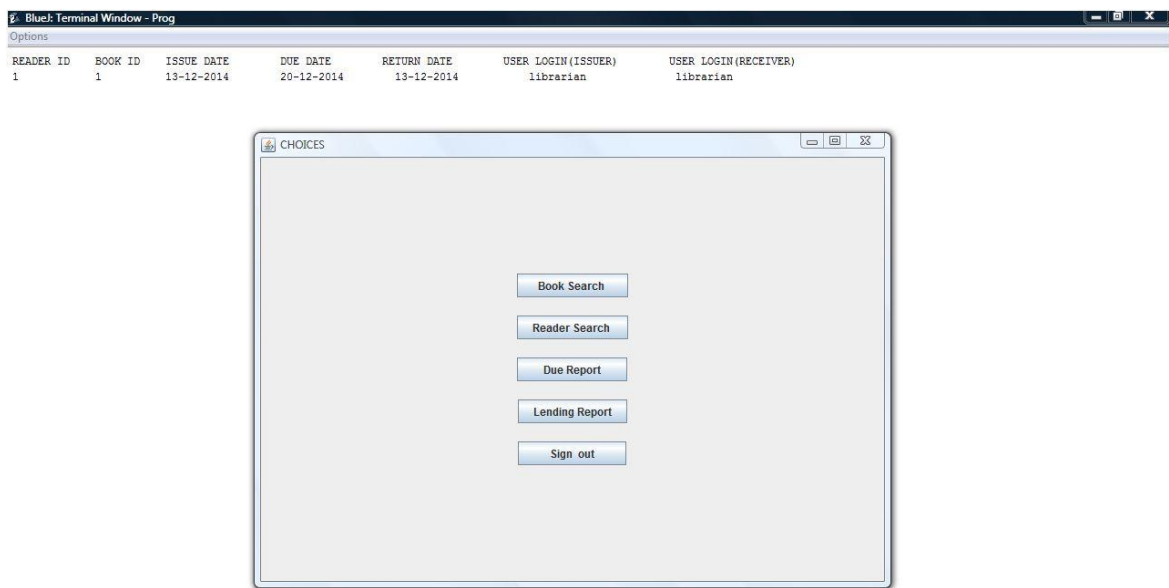 BlueJ: Terminal Window - Prog
Options
READER ID BOOK ID ISSUE DATE DUE DATE RETURN DATE USER LOGIN(ISSUER) USER LOGIN(RECEIVER)
1 1 13-12-2014 20-12-2014 13-12-2014 librarian librarian
CHOICES
Book Search
Reader Search
Due Report
Lending Report
Sign out